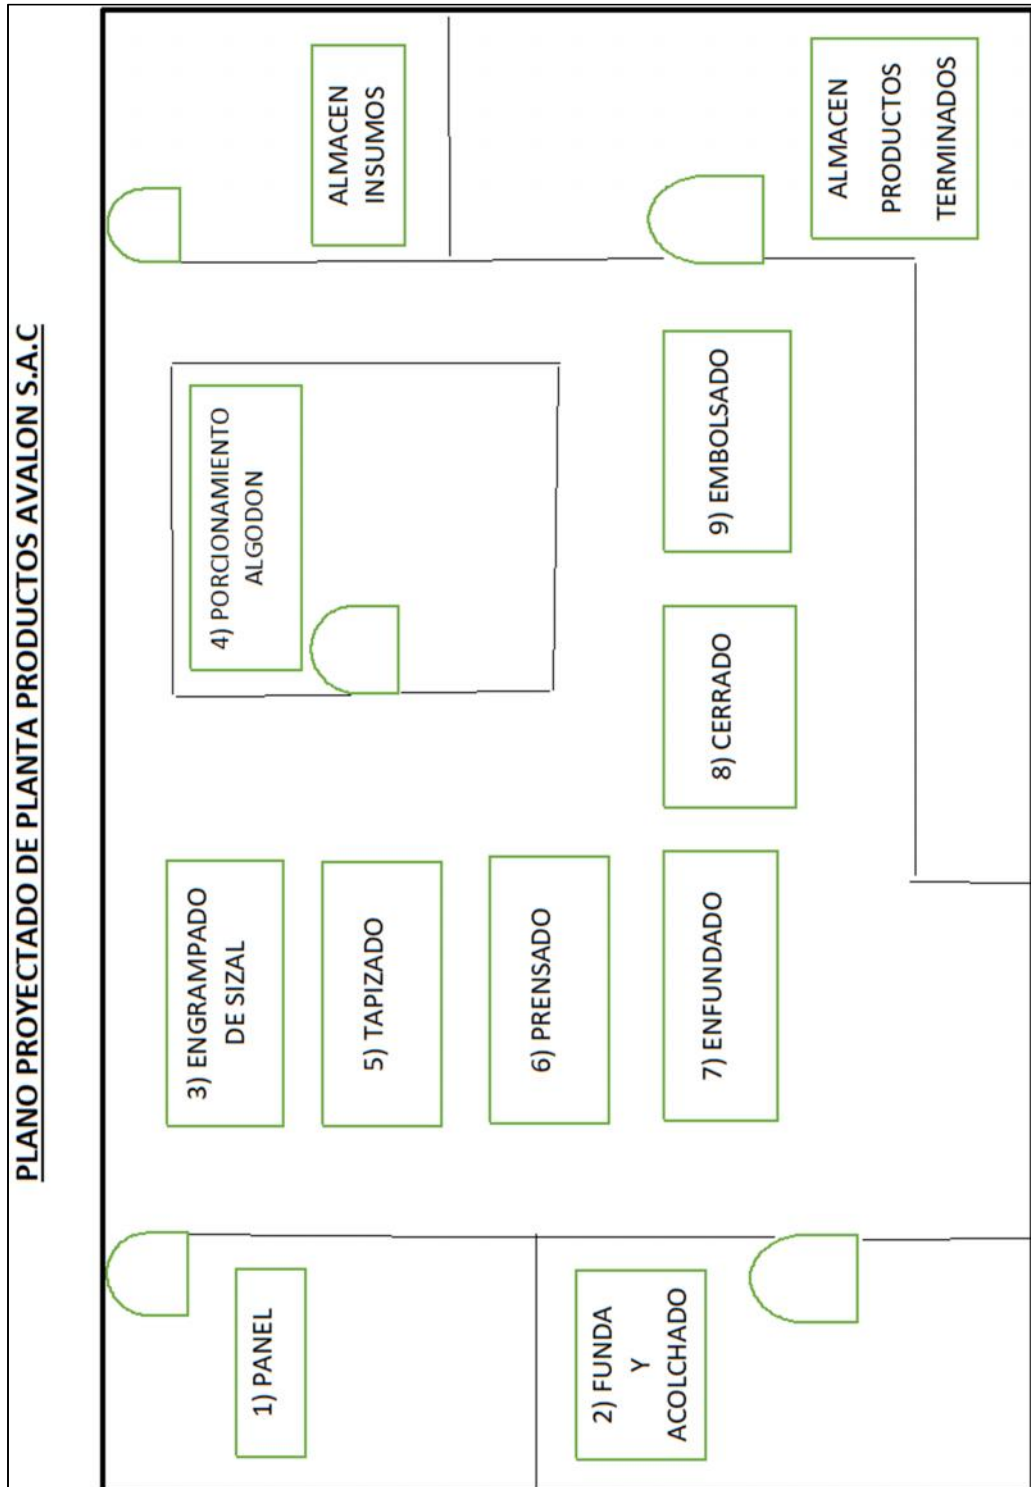 PLANO PROYECTADO DE PLANTA PRODUCTOS AVALON S.A.C
1) PANEL
3) ENGRAMPADO
DE SIZAL
4) PORCIONAMIENTO
ALGODON
ALMACEN
INSUMOS
5) TAPIZADO
6) PRENSADO
2) FUNDA
Y
ACOLCHADO
7) ENFUNDADO
8) CERRADO
9) EMBOLSADO
ALMACEN
PRODUCTOS
TERMINADOS